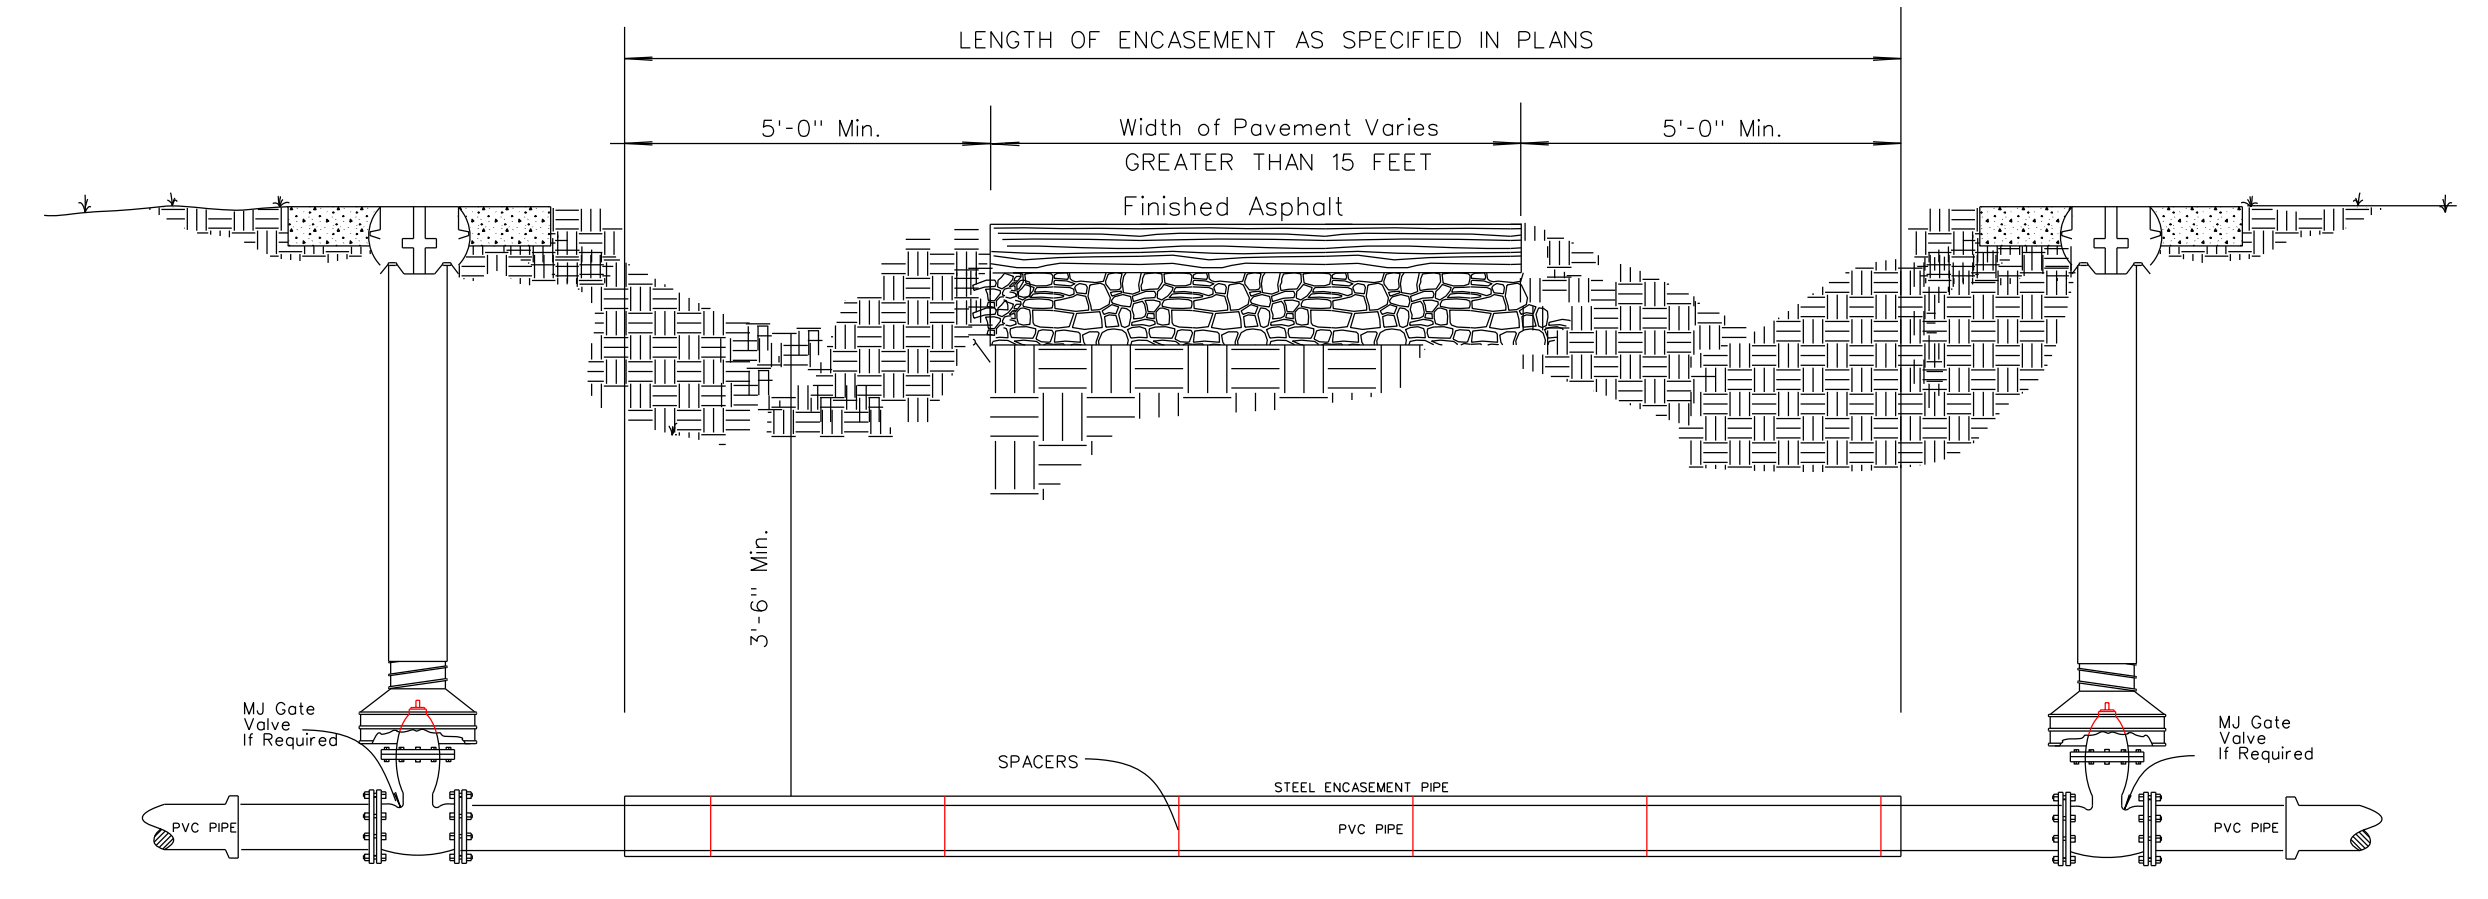 LENGTH OF ENCASEMENT AS SPECIFIED IN PLANS
5'-0" Min.
Width of Pavement Varies
5'-0" Min.
GREATER THAN 15 FEET
Finished Asphalt
3'-6" Min.
MJ Gate
Valve
If Required
MJ Gate
Valve
If Required
SPACERS
STEEL ENCASEMENT PIPE
PVC PIPE
PVC PIPE
PVC PIPE